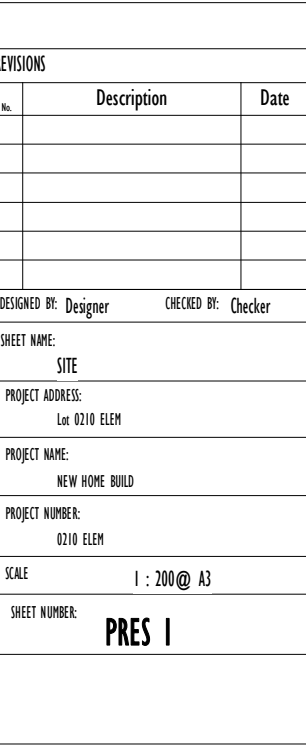 EVISIONS
No. Description Date
DESIGNED BY: Designer CHECKED BY: Checker
SHEET NAME:
SITE
PROJECT ADDRESS:
Lot 0210 ELEM
PROJECT NAME:
NEW HOME BUILD
PROJECT NUMBER:
0210 ELEM
SCALE 1 : 200@ A3
SHEET NUMBER:
PRES 1